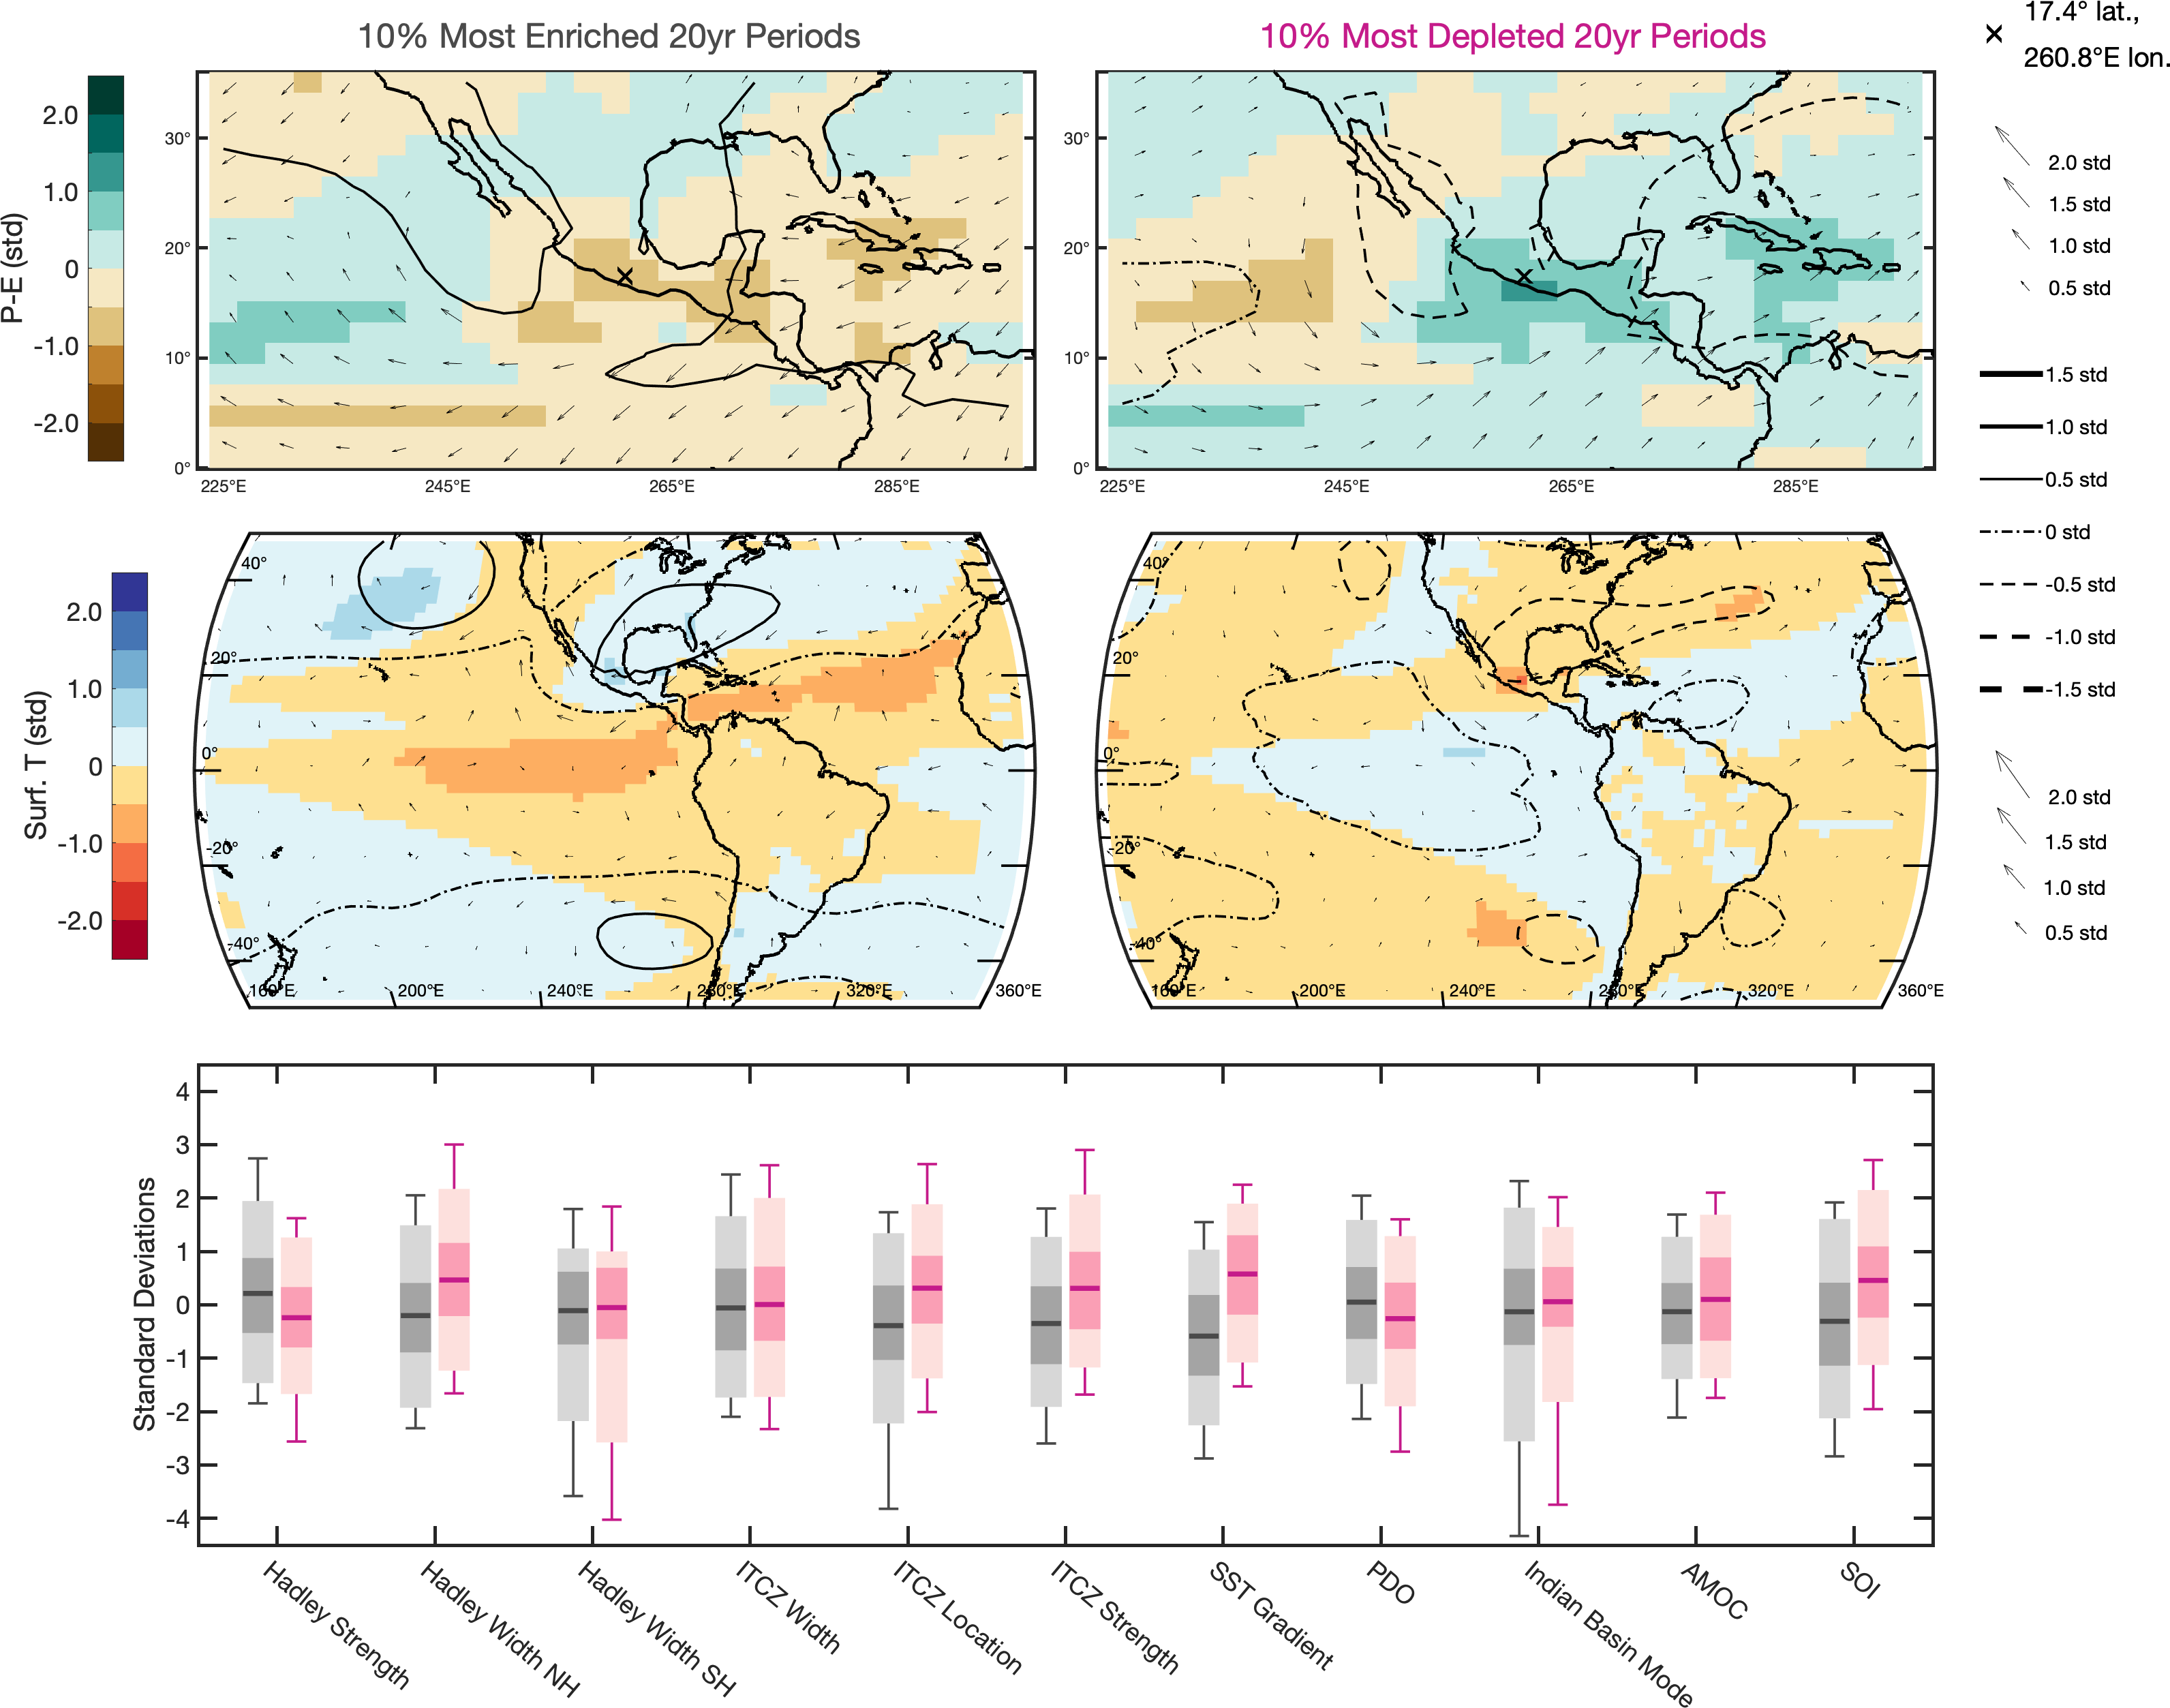 10% Most Enriched 20yr Periods
10% Most Depleted 20yr Periods
17.4° lat.,
260.8°E lon.
P-E (std)
2.0
1.0
0
-1.0
-2.0
30°
20°
10°
0°
225°E 245°E 265°E 285°E
30°
20°
10°
0°
225°E 245°E 265°E 285°E
2.0 std
1.5 std
1.0 std
0.5 std
1.5 std
1.0 std
0.5 std
0 std
-0.5 std
-1.0 std
-1.5 std
Surf. T (std)
2.0
1.0
0
-1.0
-2.0
40°
20°
0°
-20°
-40°
160°E 200°E 240°E 280°E 320°E 360°E
40°
20°
0°
-20°
-40°
160°E 200°E 240°E 280°E 320°E 360°E
2.0 std
1.5 std
1.0 std
0.5 std
Standard Deviations
4
3
2
1
0
-1
-2
-3
-4
Hadley Strength
Hadley Width NH
Hadley Width SH
ITCZ Width
ITCZ Location
ITCZ Strength
SST Gradient
PDO
Indian Basin Mode
AMOC
SOI